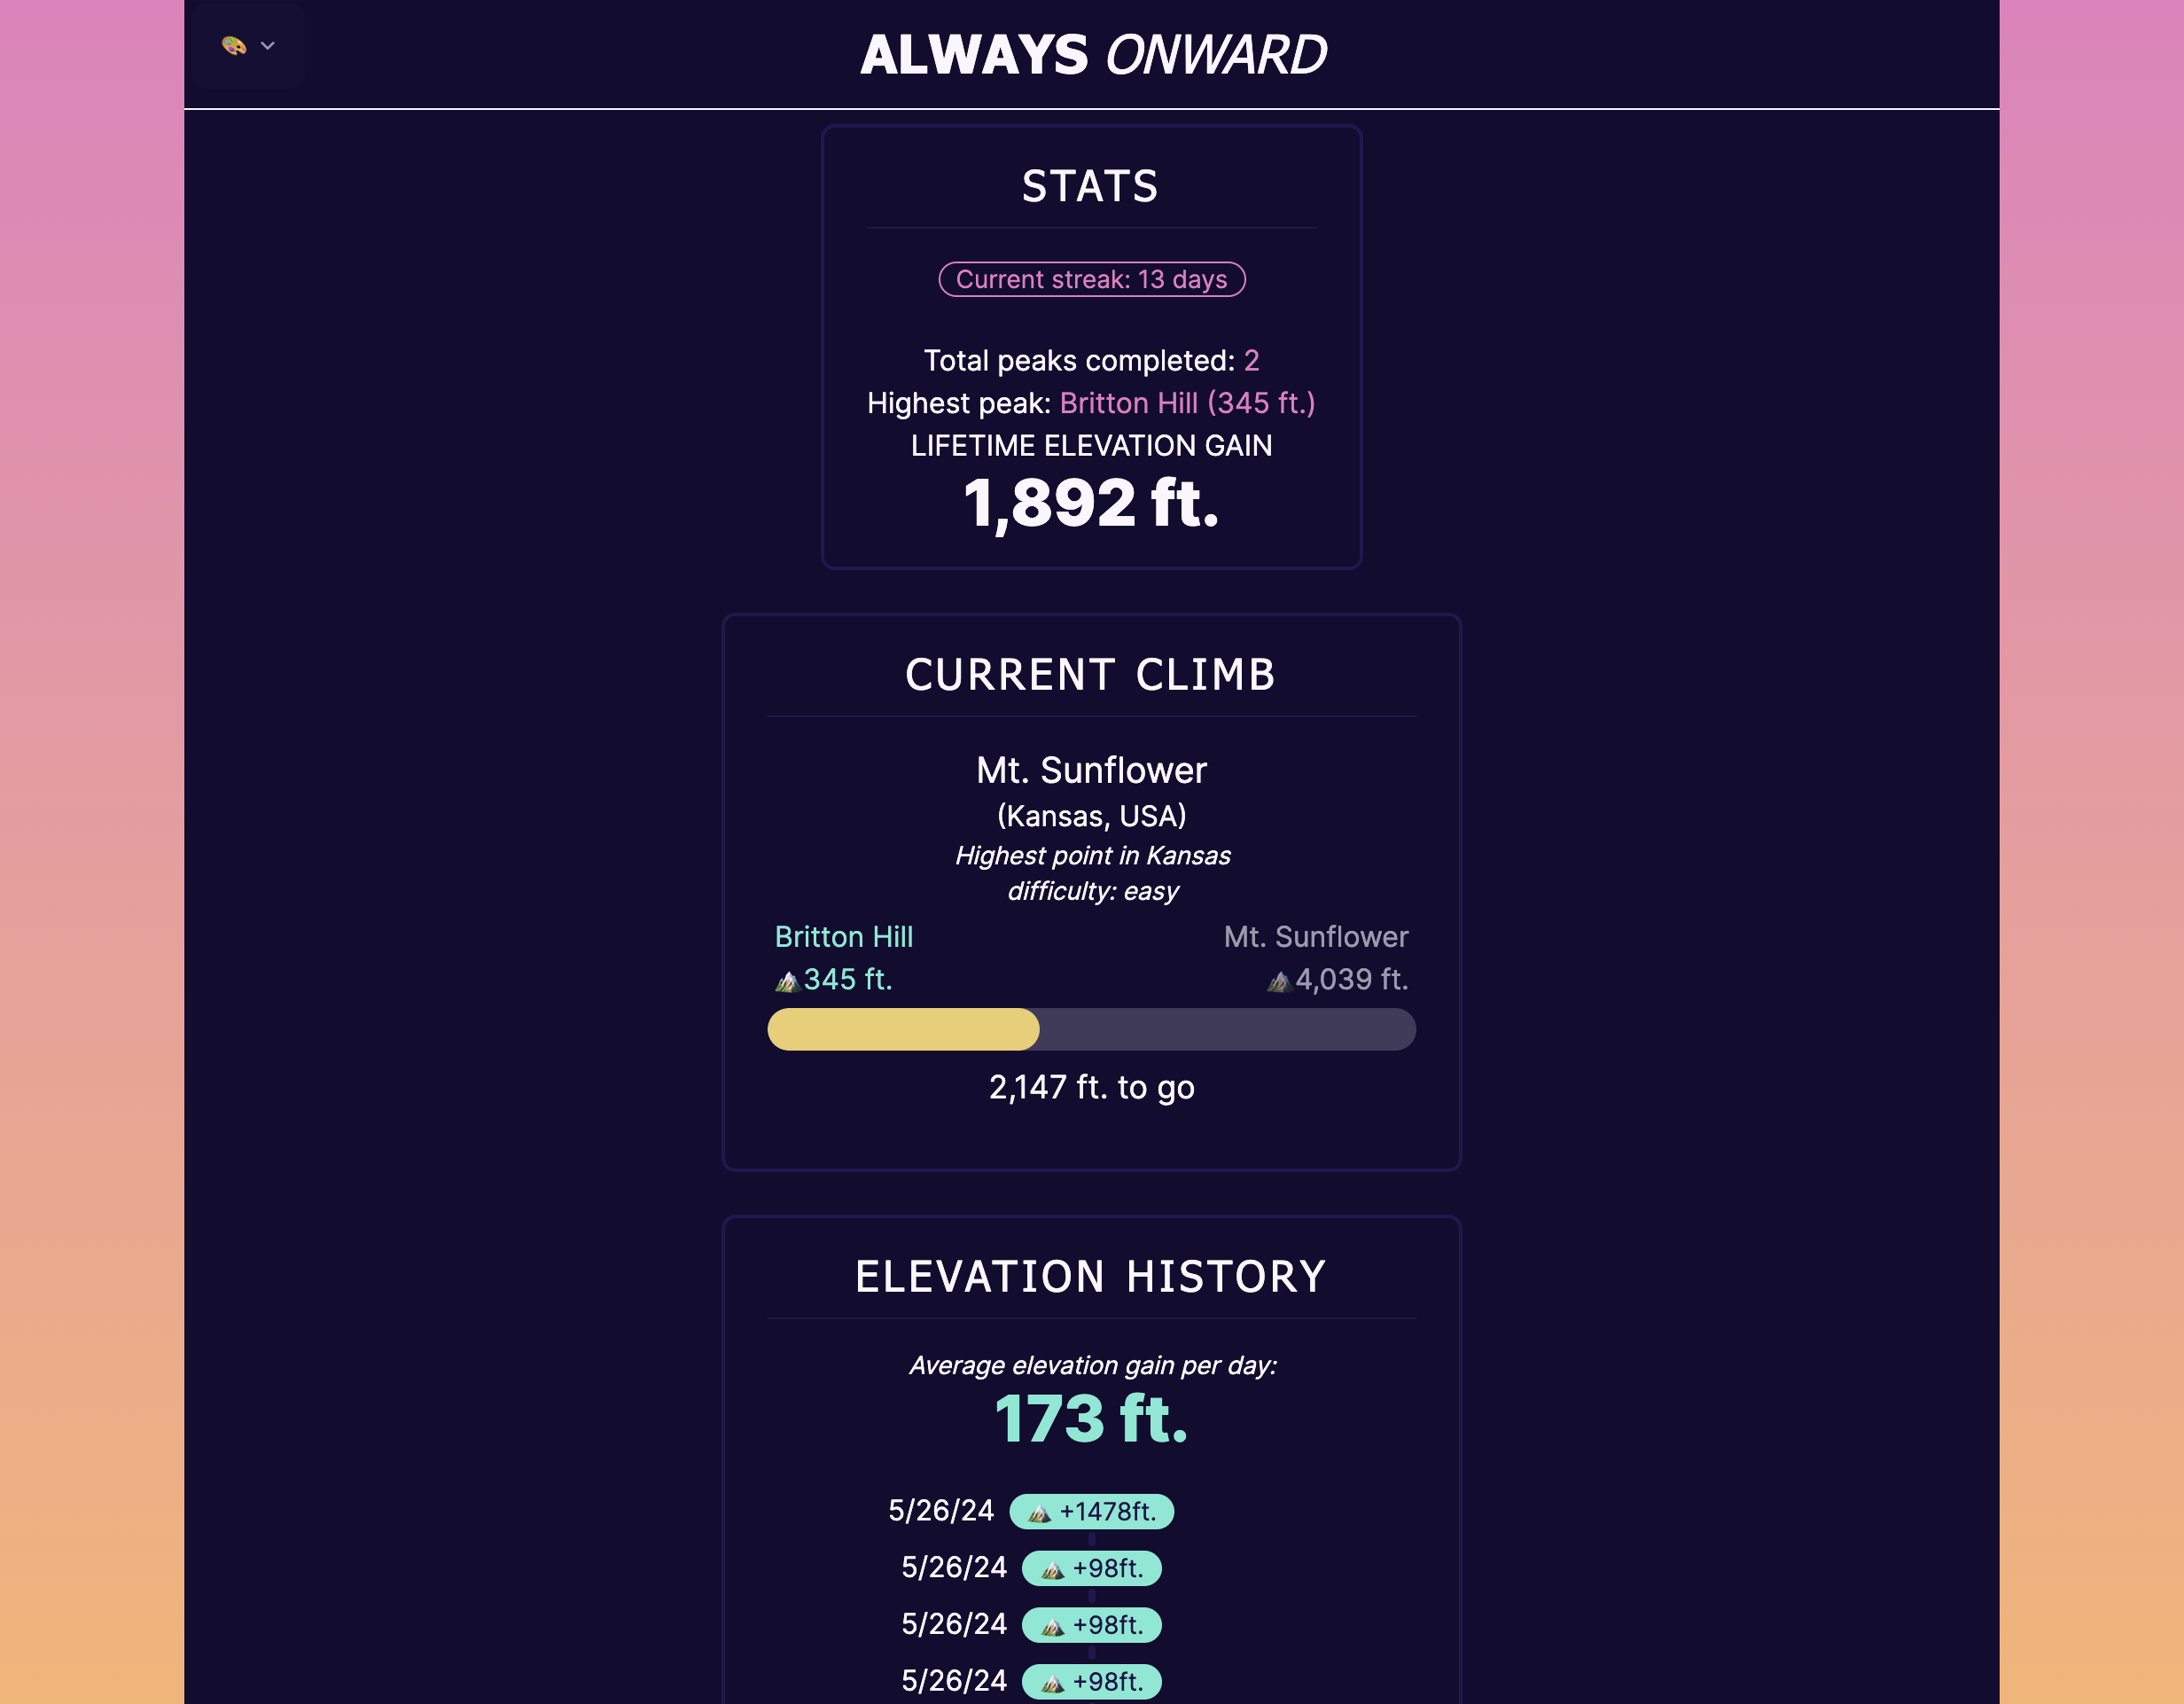 ALWAYS ONWARD
STATS
Current streak: 13 days
Total peaks completed: 2
Highest peak: Britton Hill (345 ft.)
LIFETIME ELEVATION GAIN
1,892 ft.
CURRENT CLIMB
Mt. Sunflower
(Kansas, USA)
Highest point in Kansas
difficulty: easy
Britton Hill Mt. Sunflower
345 ft. 4,039 ft.
2,147 ft. to go
ELEVATION HISTORY
Average elevation gain per day:
173 ft.
5/26/24 +1478ft.
5/26/24 +98ft.
5/26/24 +98ft.
5/26/24 +98ft.